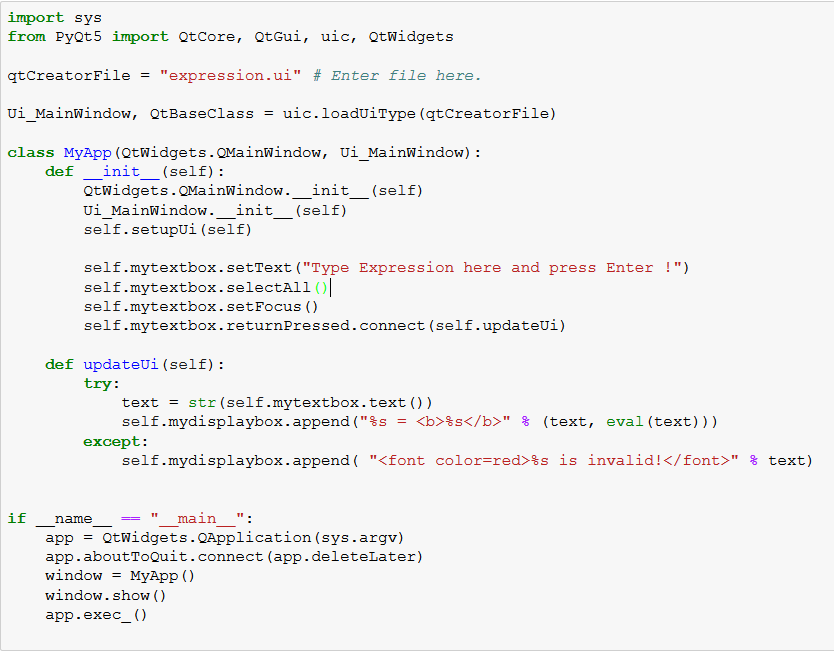 import sys
from PyQt5 import QtCore, QtGui, uic, QtWidgets

qtCreatorFile = "expression.ui" # Enter file here.

Ui_MainWindow, QtBaseClass = uic.loadUiType(qtCreatorFile)

class MyApp(QtWidgets.QMainWindow, Ui_MainWindow):
    def __init__(self):
        QtWidgets.QMainWindow.__init__(self)
        Ui_MainWindow.__init__(self)
        self.setupUi(self)

        self.mytextbox.setText("Type Expression here and press Enter !")
        self.mytextbox.selectAll()
        self.mytextbox.setFocus()
        self.mytextbox.returnPressed.connect(self.updateUi)

    def updateUi(self):
        try:
            text = str(self.mytextbox.text())
            self.mydisplaybox.append("%s = <b>%s</b>" % (text, eval(text)))
        except:
            self.mydisplaybox.append( "<font color=red>%s is invalid!</font>" % text)


if __name__ == "__main__":
    app = QtWidgets.QApplication(sys.argv)
    app.aboutToQuit.connect(app.deleteLater)
    window = MyApp()
    window.show()
    app.exec_()